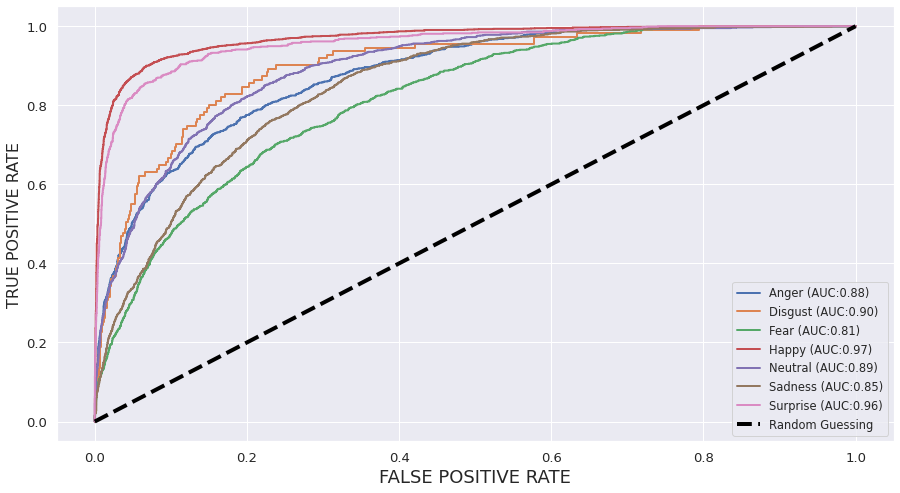 TRUE POSITIVE RATE
1.0
0.8
0.6
0.4
0.2
0.0
Anger (AUC:0.88)
Disgust (AUC:0.90)
Fear (AUC:0.81)
Happy (AUC:0.97)
Neutral (AUC:0.89)
Sadness (AUC:0.85)
Surprise (AUC:0.96)
Random Guessing
0.0 0.2 0.4 0.6 0.8 1.0
FALSE POSITIVE RATE